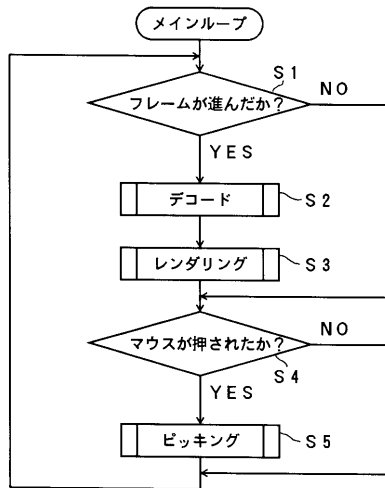 メインループ
S1
フレームが進んだか?
NO
YES
デコード
S2
レンダリング
S3
マウスが押されたか?
NO
S4
YES
ピッキング
S5